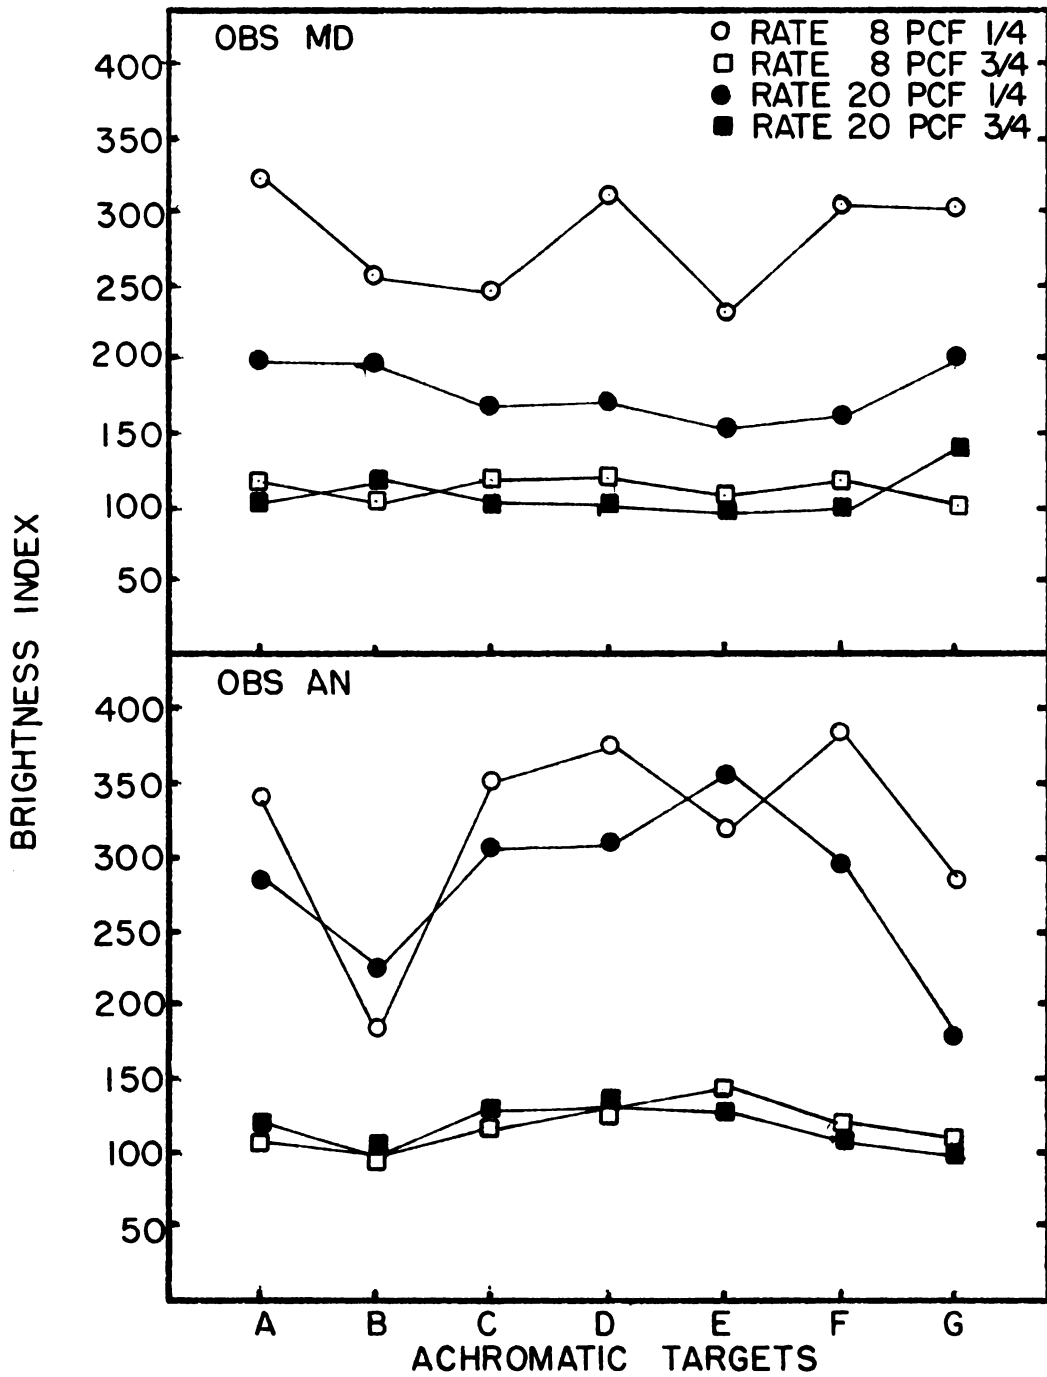 OBS MD
○ RATE 8 PCF 1/4
□ RATE 8 PCF 3/4
● RATE 20 PCF 1/4
■ RATE 20 PCF 3/4
400
350
300
250
200
150
100
50
BRIGHTNESS INDEX
OBS AN
400
350
300
250
200
150
100
50
A B C D E F G
ACHROMATIC TARGETS